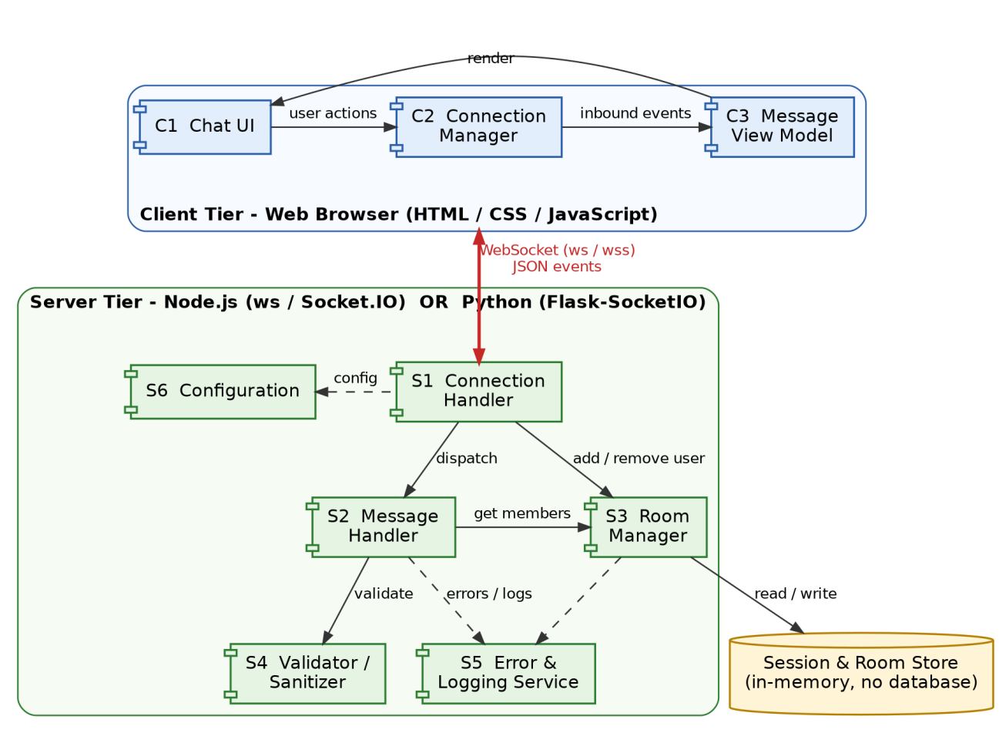 render
C1  Chat UI
user actions
C2  Connection
Manager
inbound events
C3  Message
View Model
Client Tier - Web Browser (HTML / CSS / JavaScript)
WebSocket (ws / wss)
JSON events
Server Tier - Node.js (ws / Socket.IO)  OR  Python (Flask-SocketIO)
S6  Configuration
config
S1  Connection
Handler
dispatch
add / remove user
S2  Message
Handler
get members
S3  Room
Manager
validate
errors / logs
read / write
S4  Validator /
Sanitizer
S5  Error &
Logging Service
Session & Room Store
(in-memory, no database)